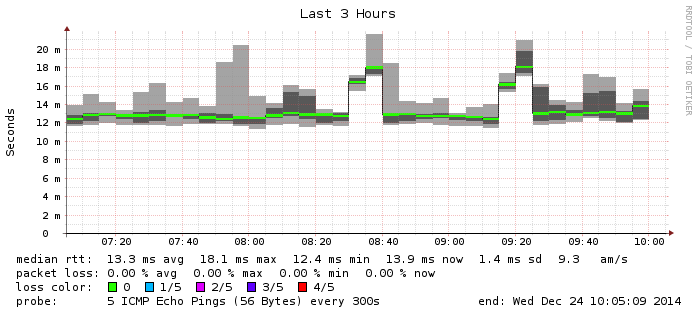 Last 3 Hours
RRDTOOL / TOBI OETIKER
Seconds
20 m
18 m
16 m
14 m
12 m
10 m
8 m
6 m
4 m
2 m
0
07:20 07:40 08:00 08:20 08:40 09:00 09:20 09:40 10:00
median rtt: 13.3 ms avg 18.1 ms max 12.4 ms min 13.9 ms now 1.4 ms sd 9.3 am/s
packet loss: 0.00 % avg 0.00 % max 0.00 % min 0.00 % now
loss color: 0 1/5 2/5 3/5 4/5
probe: 5 ICMP Echo Pings (56 Bytes) every 300s end: Wed Dec 24 10:05:09 2014